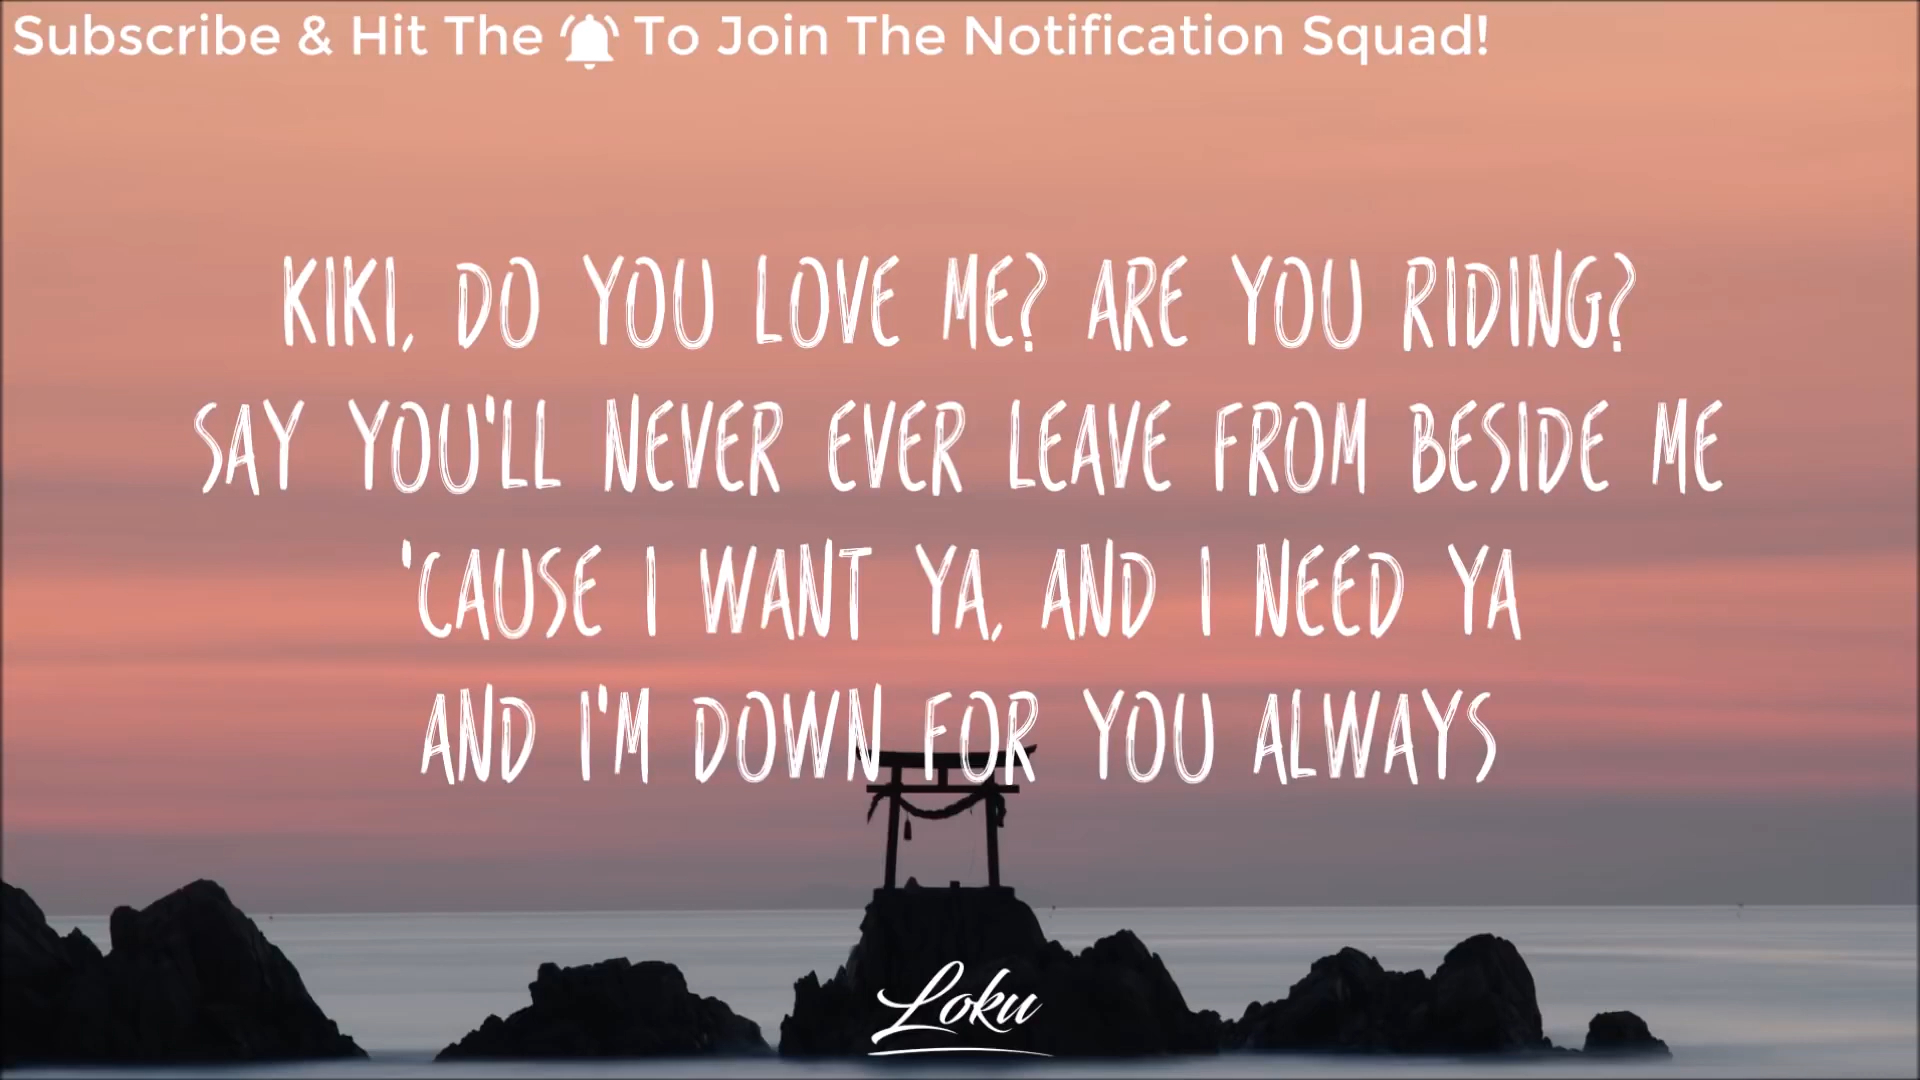 Subscribe & Hit The To Join The Notification Squad!
KIKI, DO YOU LOVE ME? ARE YOU RIDING?
SAY YOU'LL NEVER EVER LEAVE FROM BESIDE ME
'CAUSE I WANT YA, AND I NEED YA
AND I'M DOWN FOR YOU ALWAYS
Loku